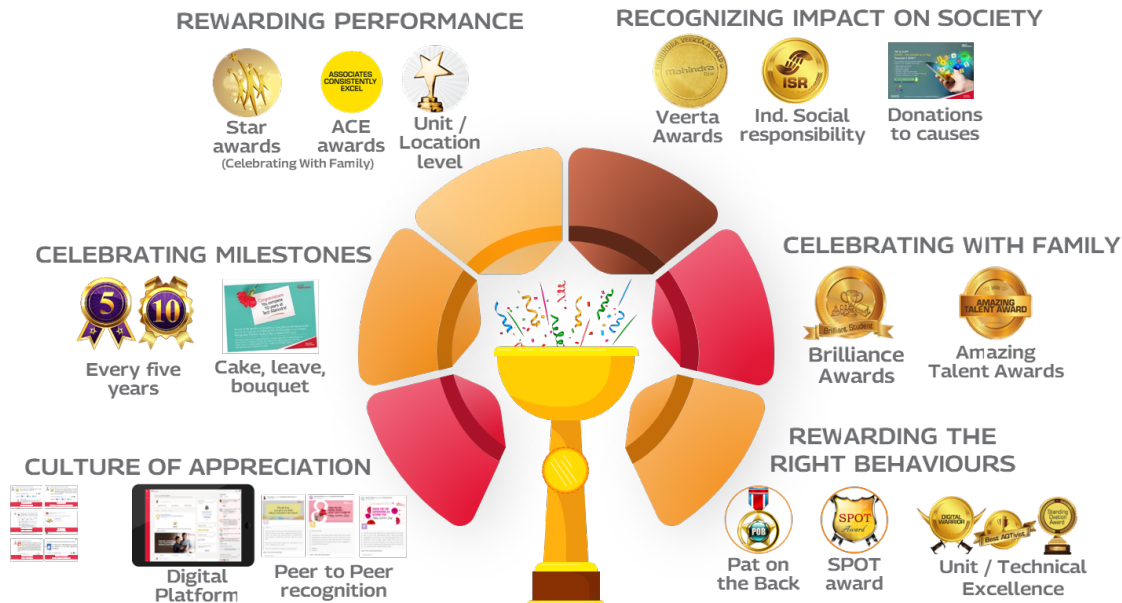 REWARDING PERFORMANCE
ASSOCIATES
CONSISTENTLY
EXCEL
Star
awards
(Celebrating With Family)
ACE
awards
Unit /
Location
level
RECOGNIZING IMPACT ON SOCIETY
Mahindra
Rise
ISR
Veerta
Awards
Ind. Social
responsibility
Donations
to causes
CELEBRATING MILESTONES
5
10
Congratulations!
Every five
years
Cake, leave,
bouquet
CELEBRATING WITH FAMILY
Brilliant Student
AMAZING
TALENT AWARD
Brilliance
Awards
Amazing
Talent Awards
CULTURE OF APPRECIATION
Digital
Platform
Peer to Peer
recognition
REWARDING THE
RIGHT BEHAVIOURS
POB
SPOT
Award
DIGITAL
WARRIOR
Best AQTivist
Standing
Ovation
Award
Pat on
the Back
SPOT
award
Unit / Technical
Excellence